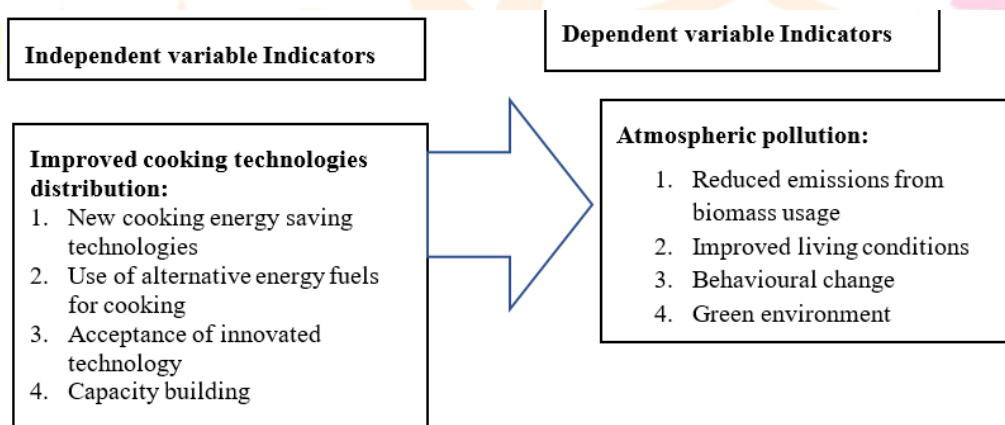 Independent variable Indicators
Dependent variable Indicators
Improved cooking technologies
distribution:
1. New cooking energy saving
technologies
2. Use of alternative energy fuels
for cooking
3. Acceptance of innovated
technology
4. Capacity building
Atmospheric pollution:
1. Reduced emissions from
biomass usage
2. Improved living conditions
3. Behavioural change
4. Green environment